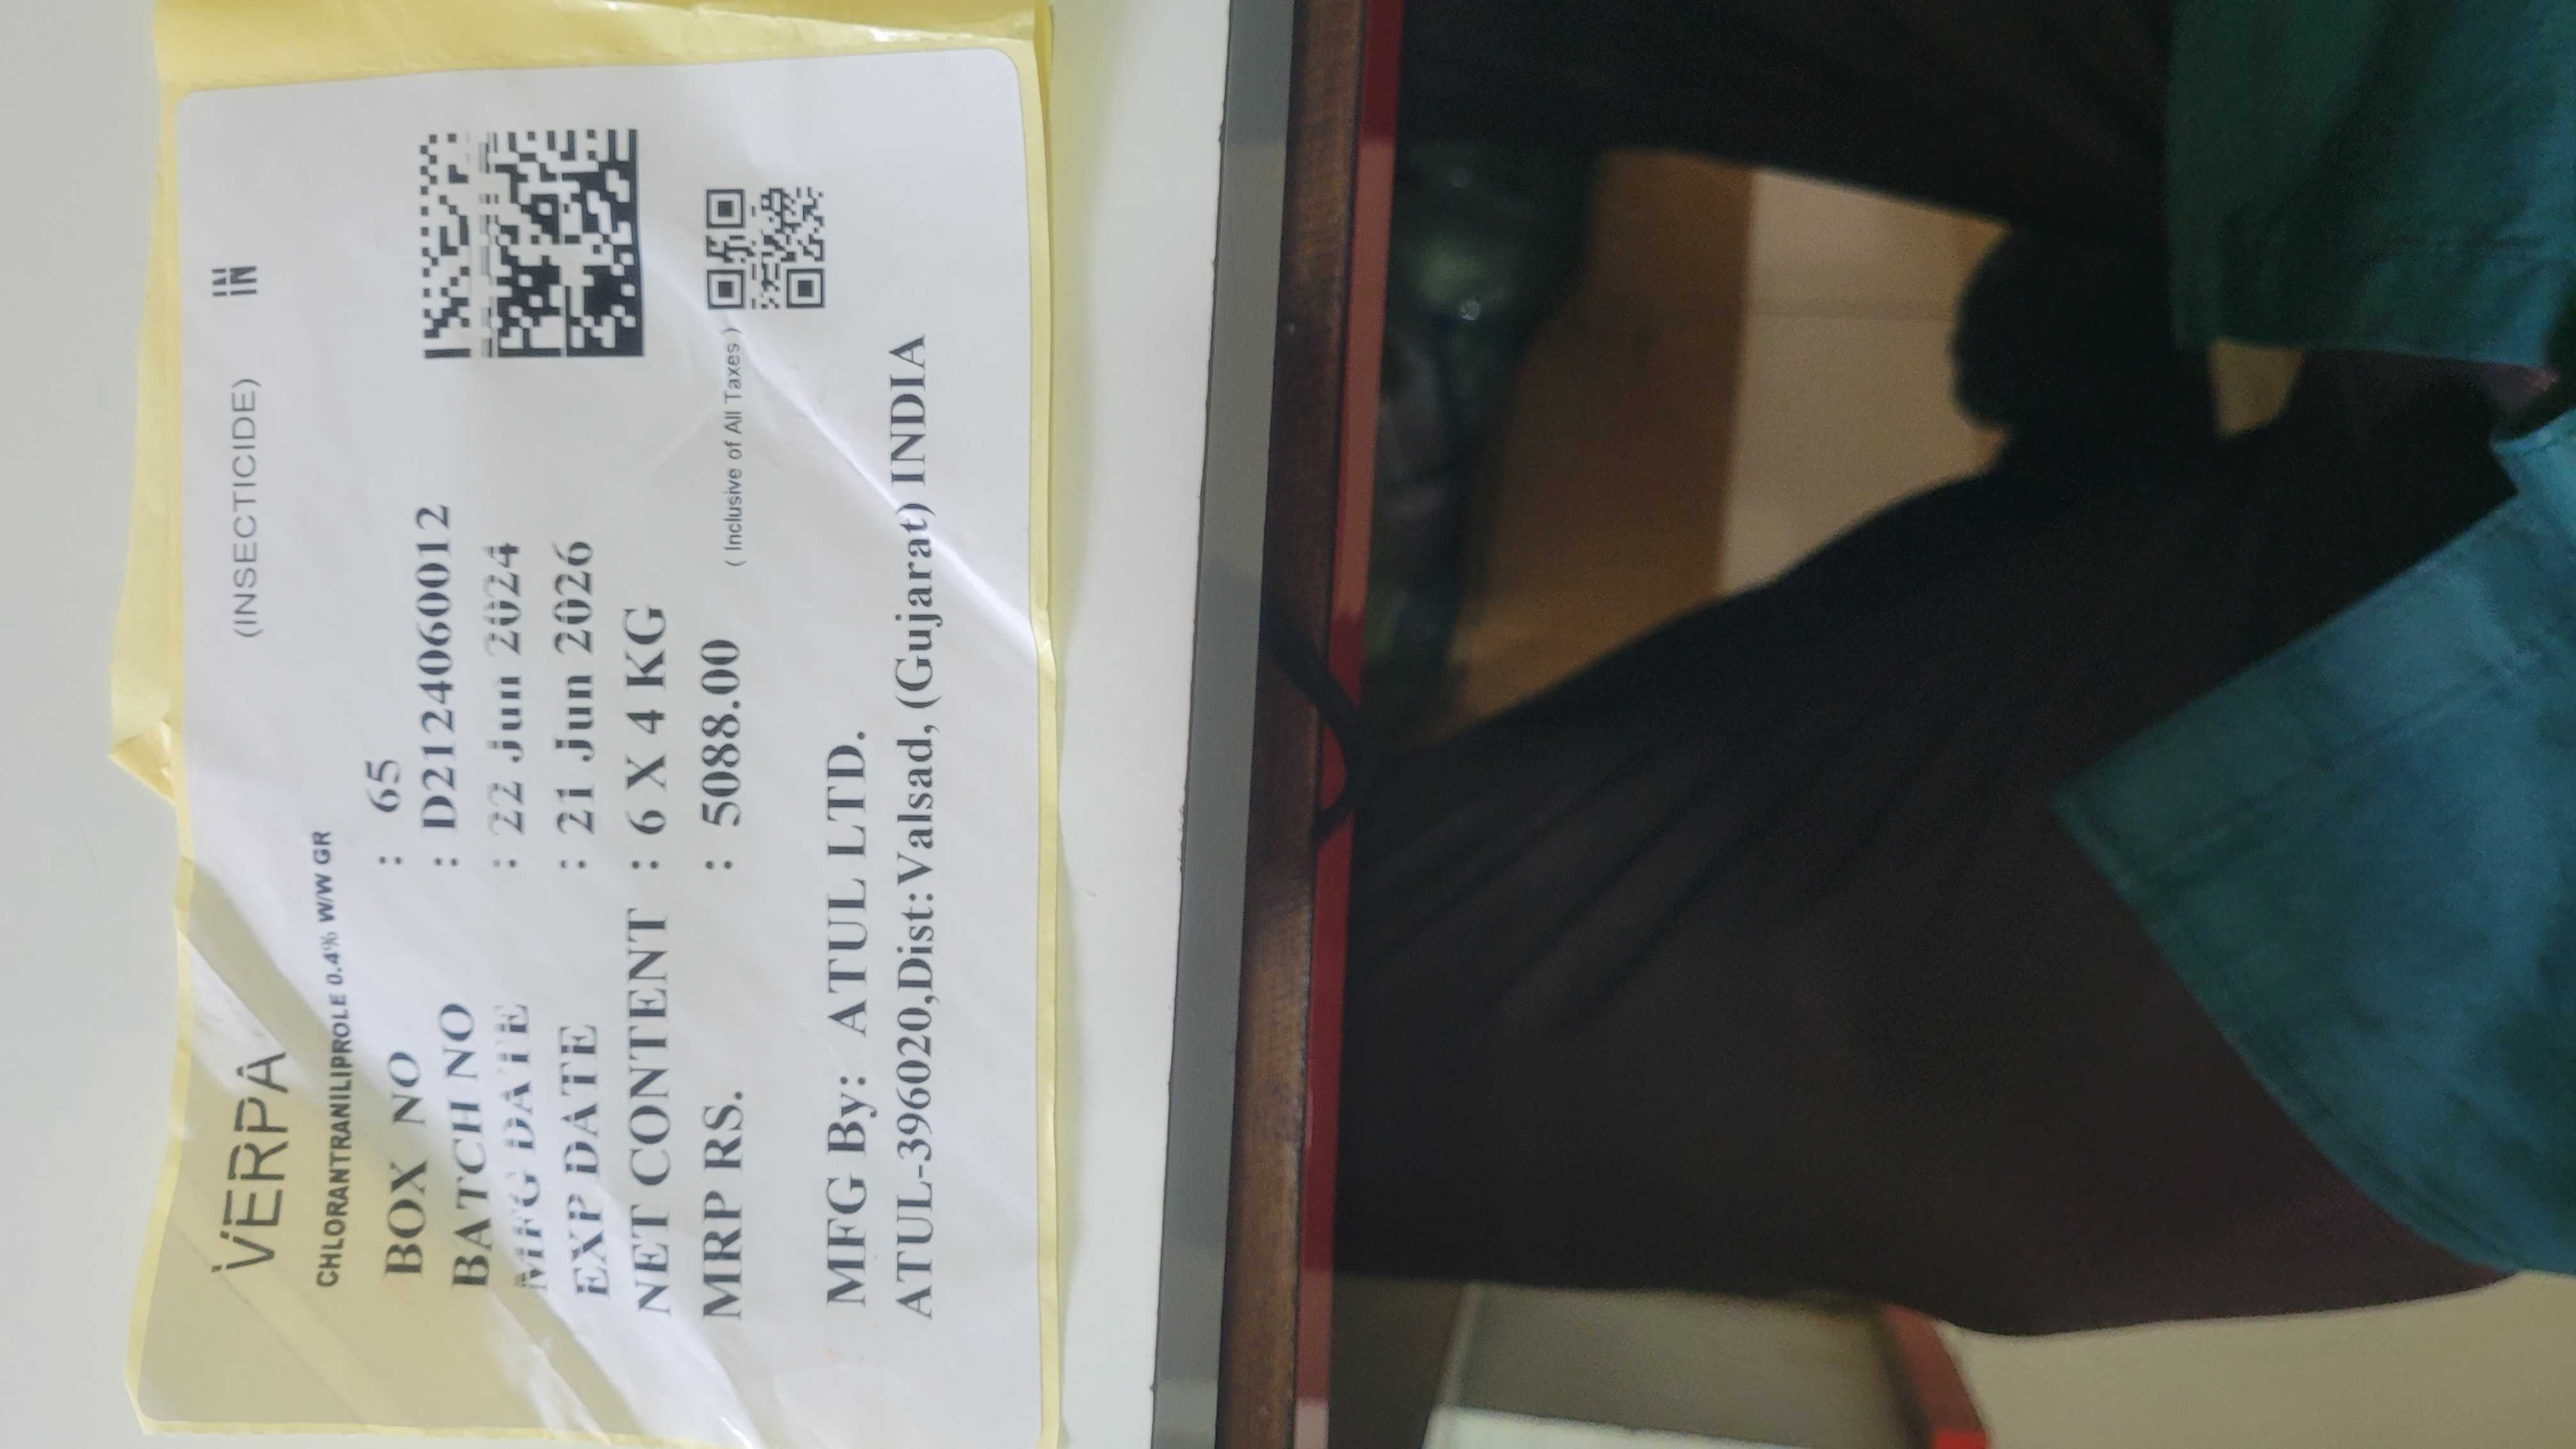 VERPA (INSECTICIDE) IN IN
CHLORANTRANILIPROLE 0.4% W/W GR
BOX NO : 65
BATCH NO : D2124060012
MFG DATE : 22 Jun 2024
EXP DATE : 21 Jun 2026
NET CONTENT : 6 X 4 KG
MRP RS. : 5088.00 ( Inclusive of All Taxes )
MFG By: ATUL LTD.
ATUL-396020,Dist:Valsad, (Gujarat) INDIA